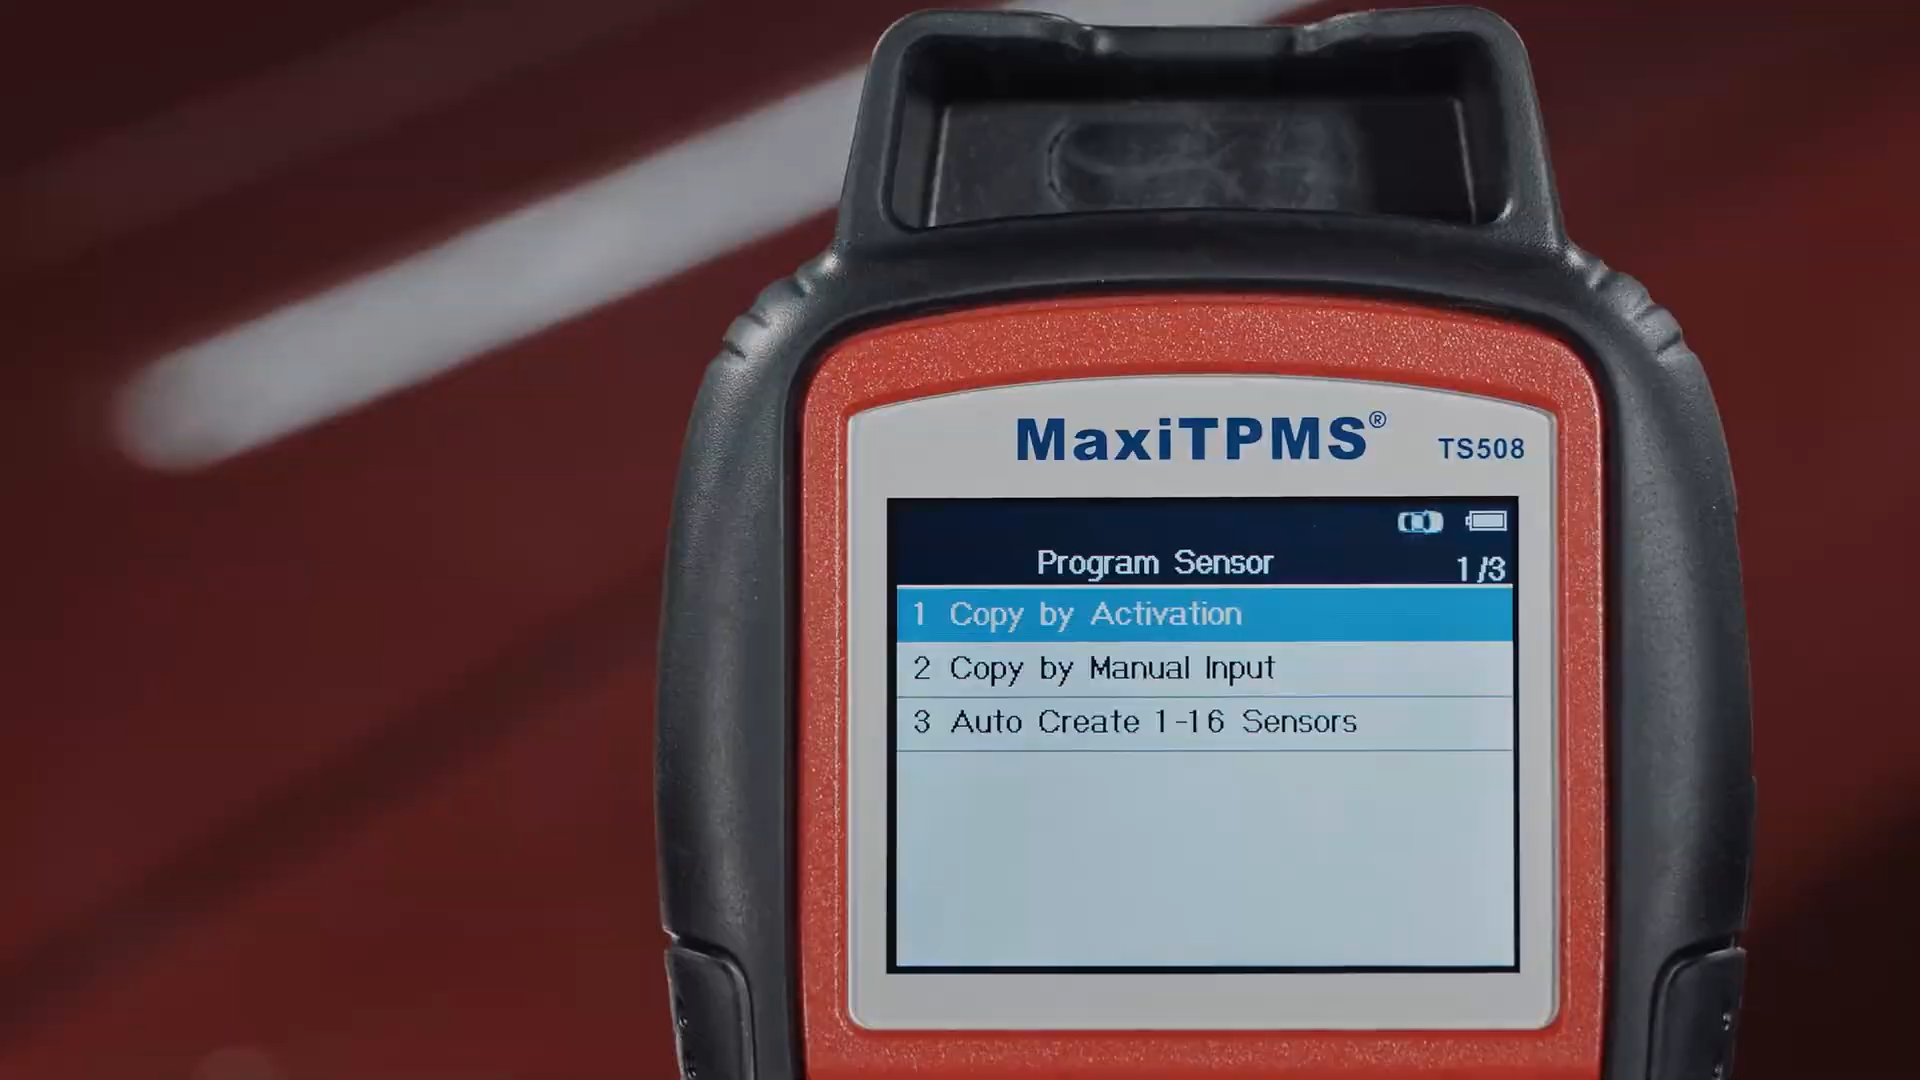 MaxiTPMS® TS508
Program Sensor 1/3
1 Copy by Activation
2 Copy by Manual Input
3 Auto Create 1-16 Sensors